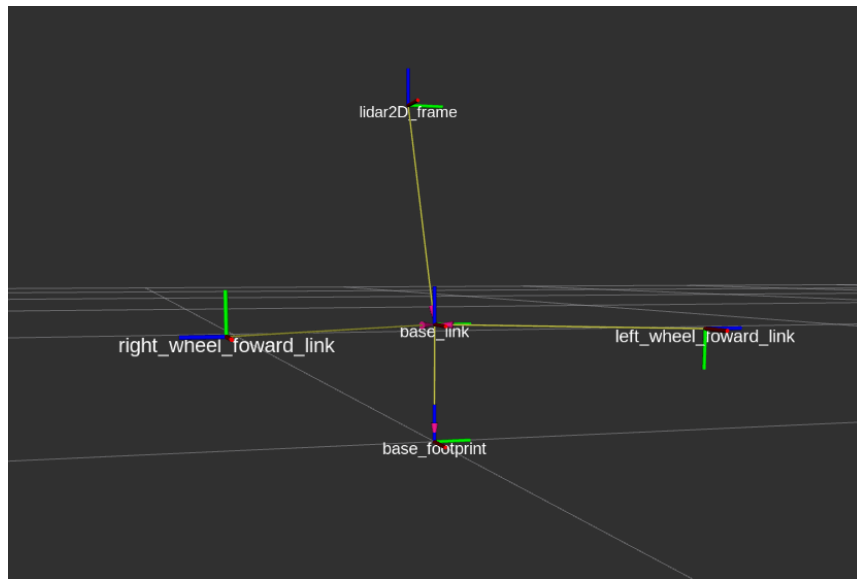 lidar2D_frame
base_link
right_wheel_foward_link
left_wheel_foward_link
base_footprint